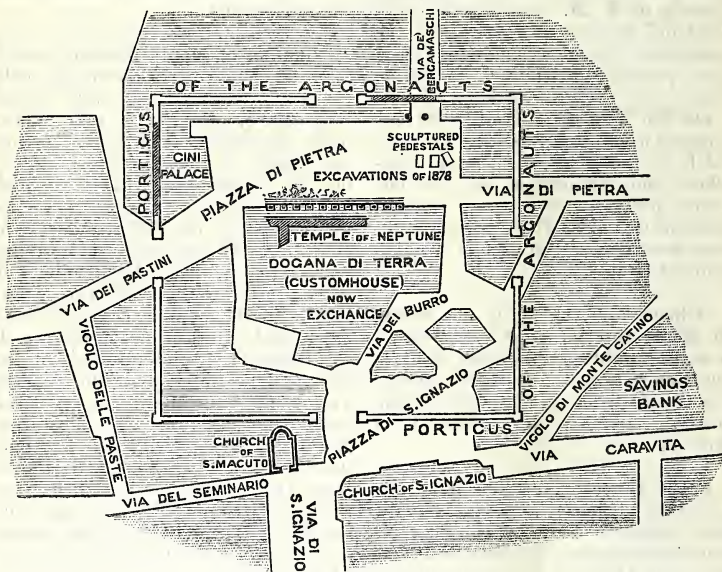 VIA DE'
BERGAMASCHI
OF THE ARGONAUTS
PORTICUS
CINI
PALACE
PIAZZA DI PIETRA
SCULPTURED
PEDESTALS
EXCAVATIONS OF 1878
VIA DI PIETRA
OF THE ARGONAUTS
TEMPLE OF NEPTUNE
DOGANA DI TERRA
(CUSTOMHOUSE)
NOW
EXCHANGE
VIA DEI BURRO
VIA DEI PASTINI
VICOLO DELLE PASTE
PIAZZA DI S. IGNAZIO
VIGOLO DI MONTE CATINO
SAVINGS
BANK
PORTICUS
CHURCH
OF
S. MACUTO
VIA CARAVITA
VIA DEL SEMINARIO
CHURCH OF S. IGNAZIO
VIA DI
S. IGNAZIO